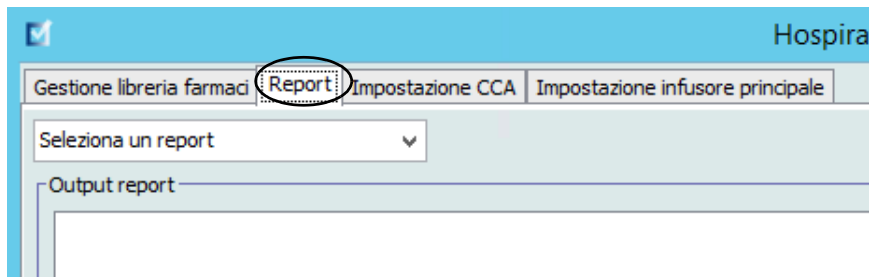 Hospira
Gestione libreria farmaci Report Impostazione CCA Impostazione infusore principale
Seleziona un report
Output report